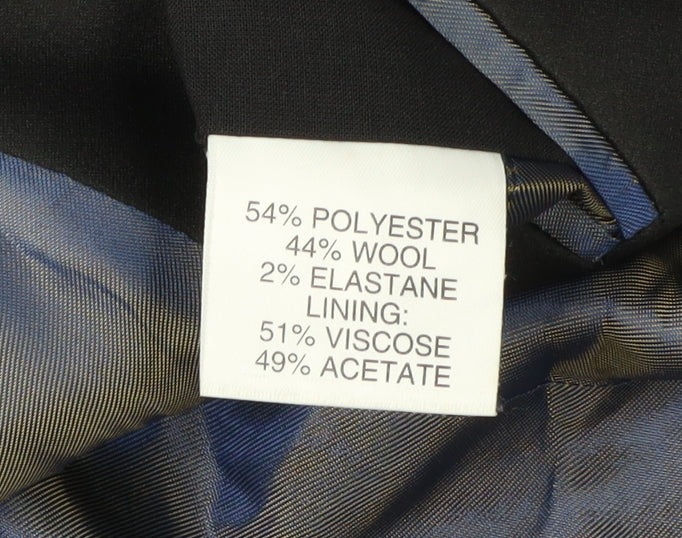 54% POLYESTER
44% WOOL
2% ELASTANE
LINING:
51% VISCOSE
49% ACETATE